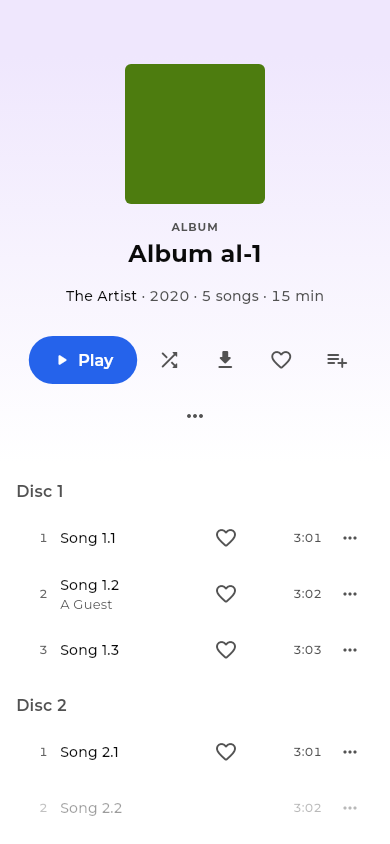 ALBUM
Album al-1
The Artist · 2020 · 5 songs · 15 min
Play
Disc 1
1 Song 1.1 3:01
2 Song 1.2 3:02
A Guest
3 Song 1.3 3:03
Disc 2
1 Song 2.1 3:01
2 Song 2.2 3:02